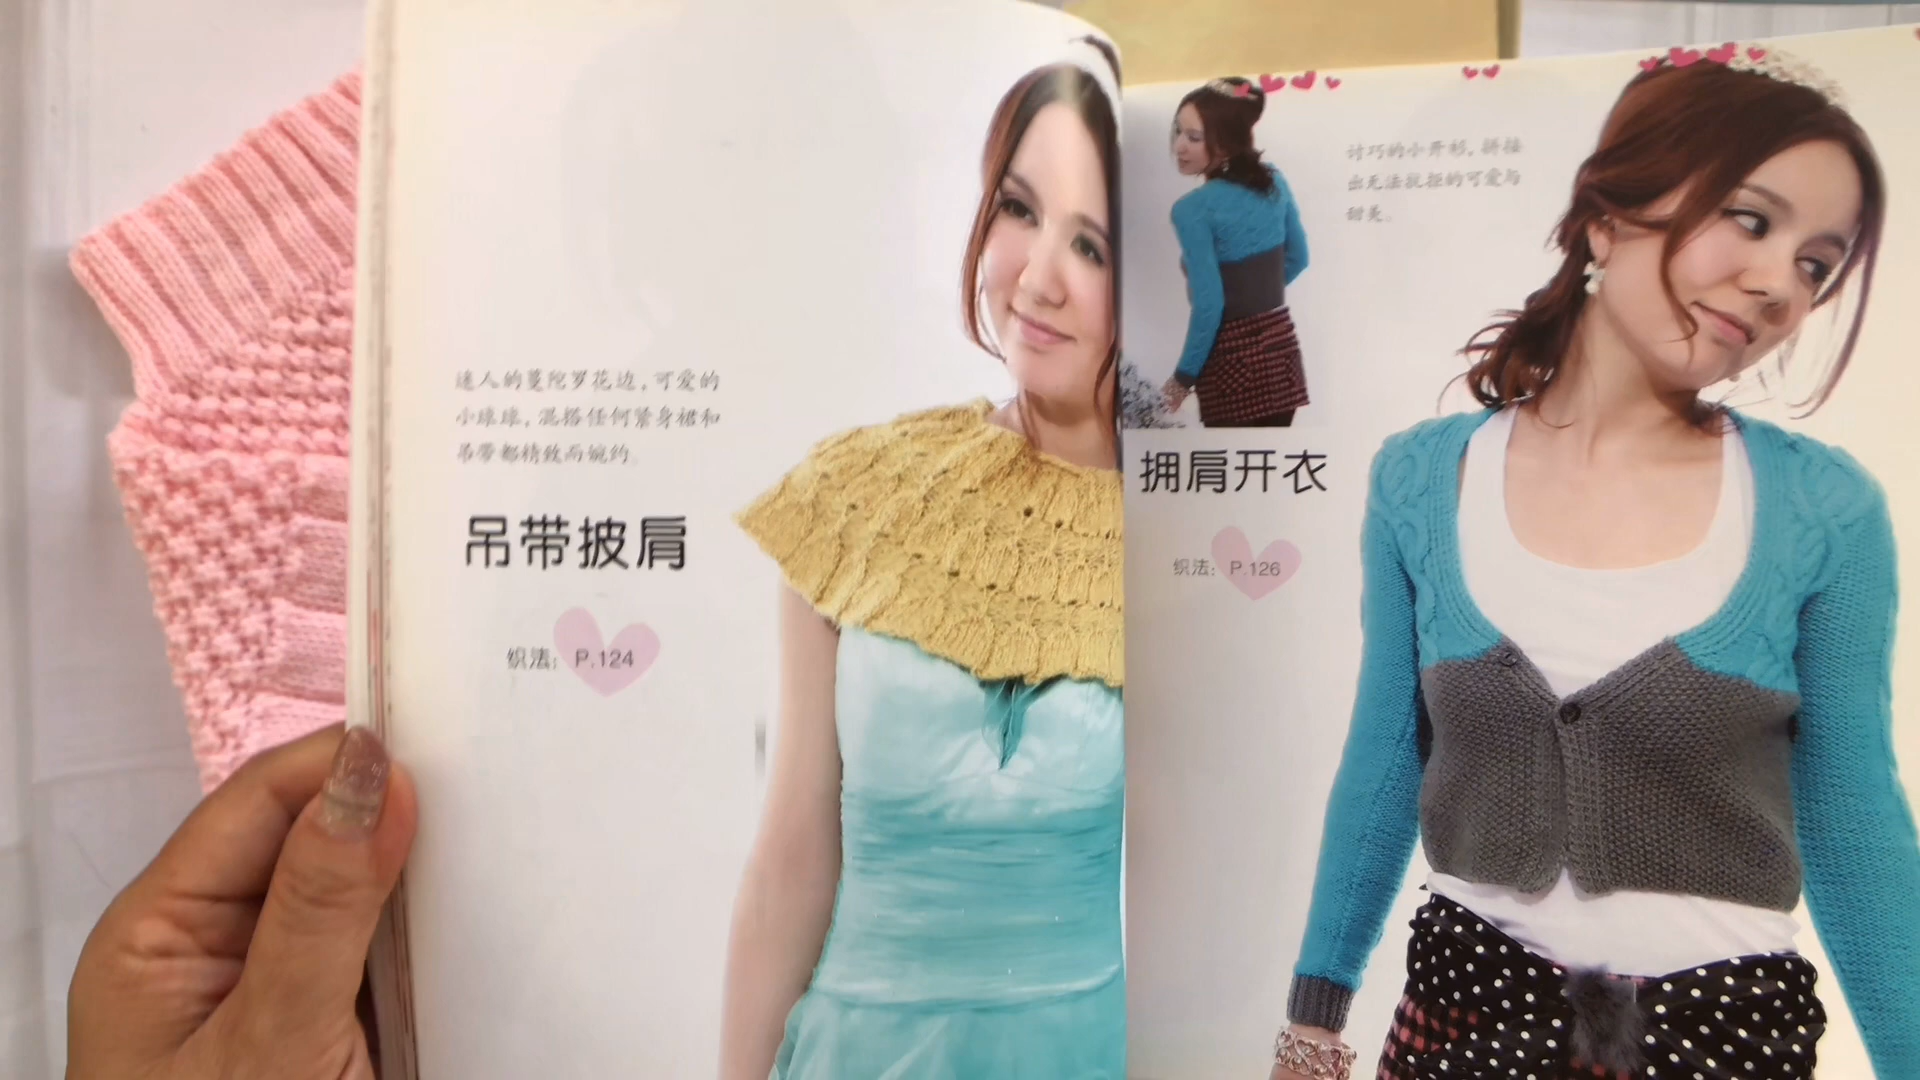 迷人的蔓陀罗花边，可爱的
小球球，混搭任何紧身裙和
吊带都精致而婉约。
吊带披肩
织法：P.124
讨巧的小开衫，拼接
出无法抗拒的可爱与
甜美。
拥肩开衣
织法：P.126